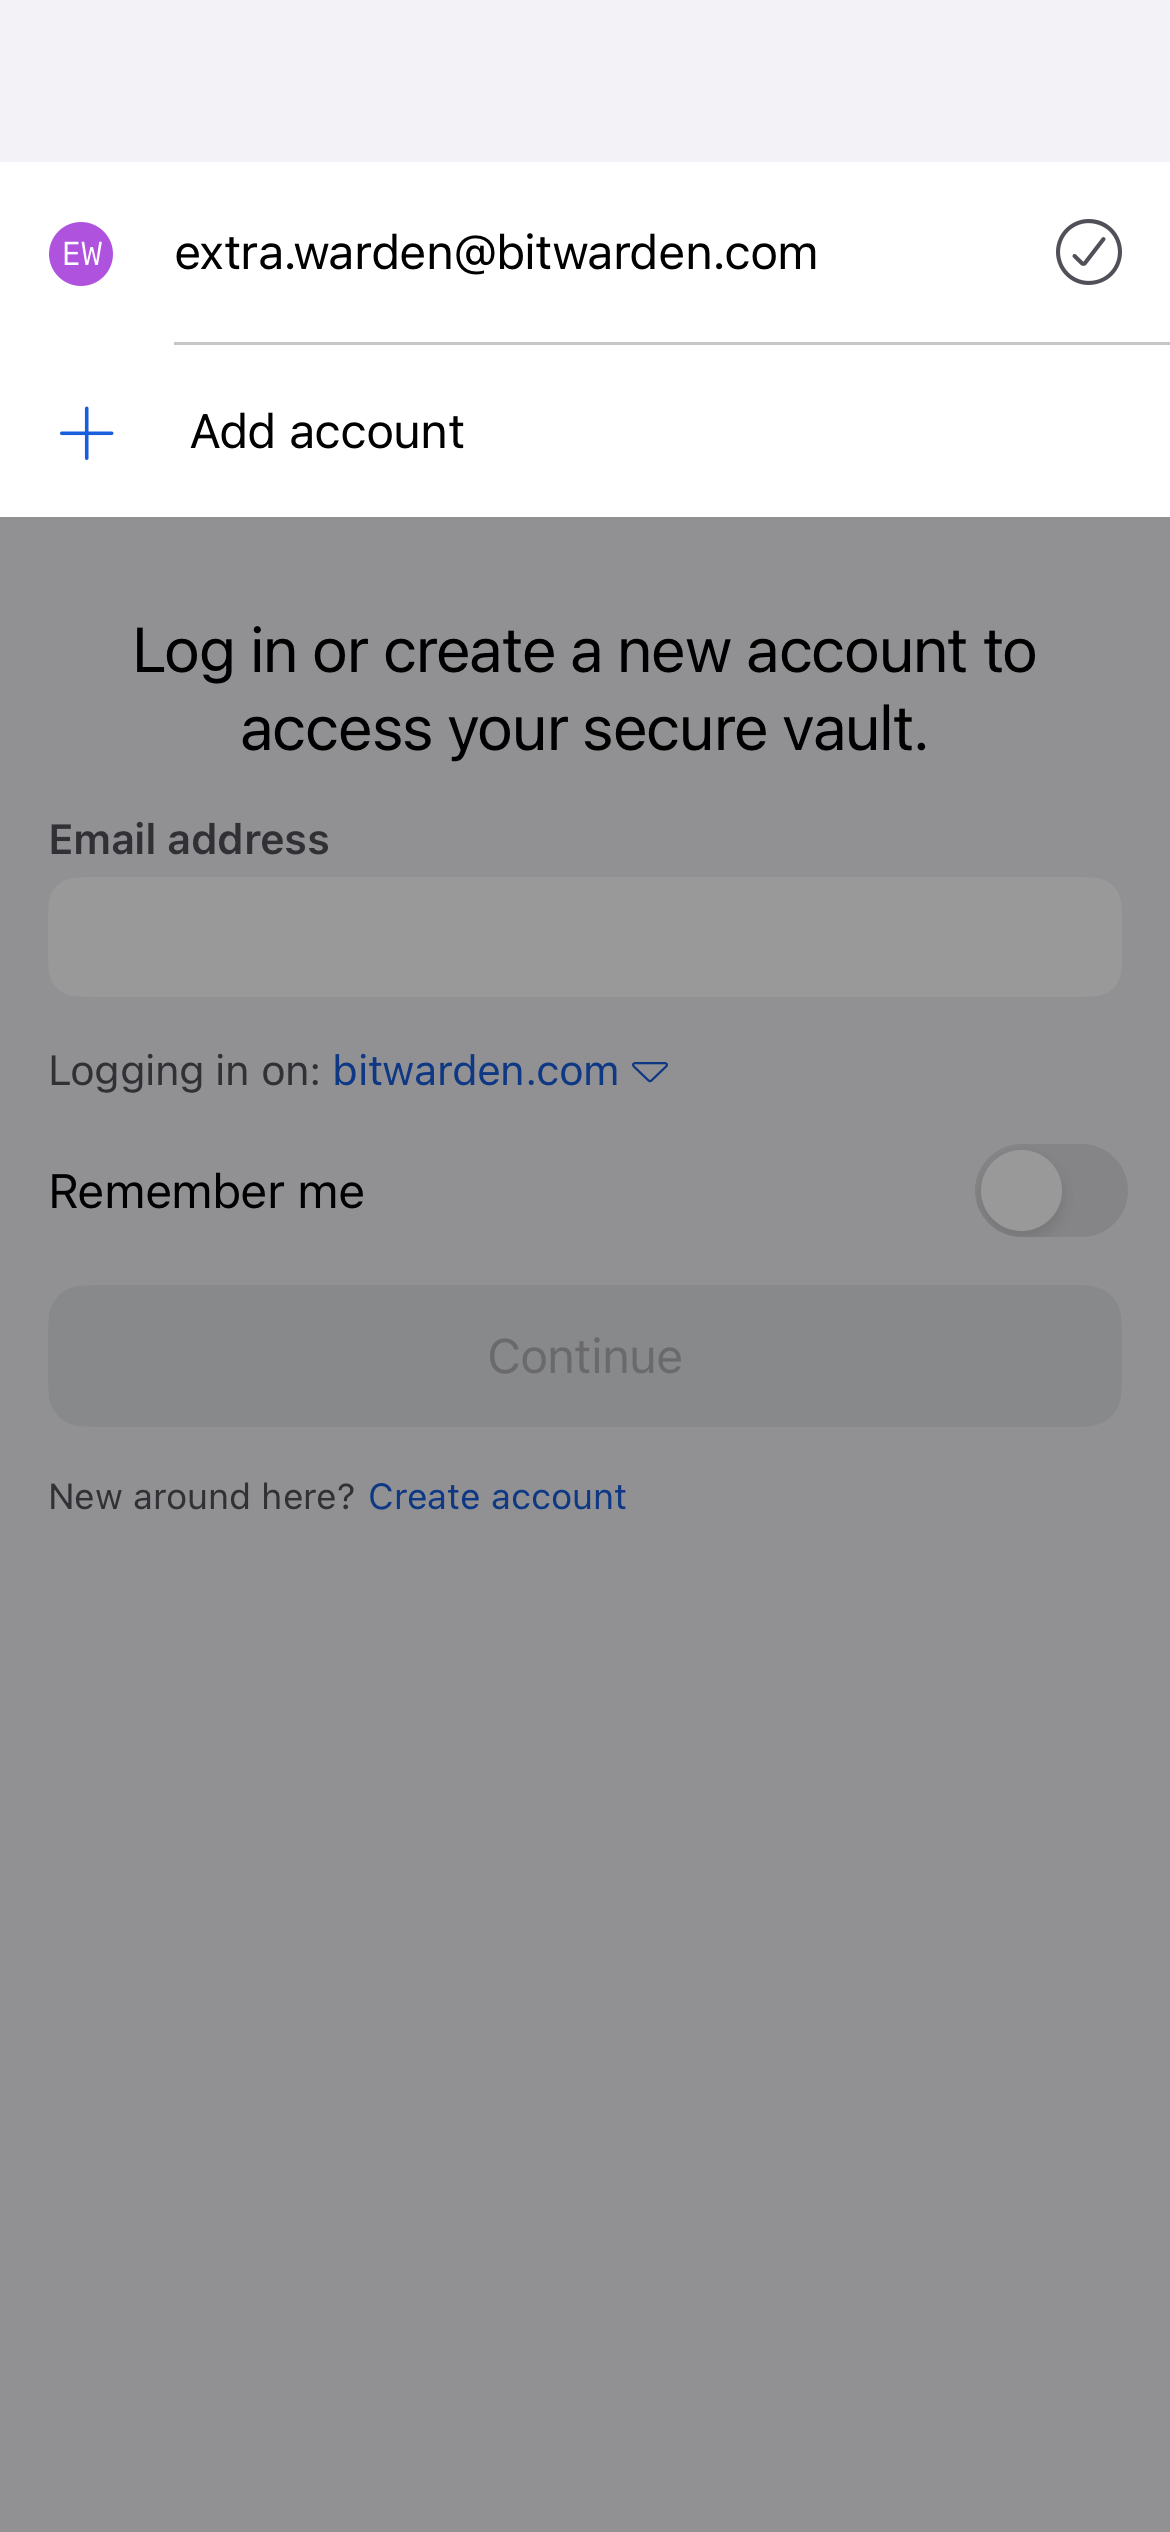 EW extra.warden@bitwarden.com
Add account
Log in or create a new account to
access your secure vault.
Email address
Logging in on: bitwarden.com
Remember me
Continue
New around here? Create account